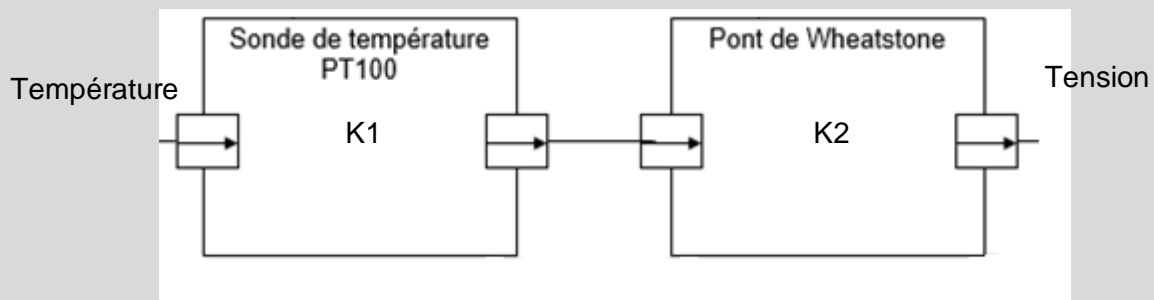 Sonde de température
PT100
Pont de Wheatstone
Température
Tension
K1
K2